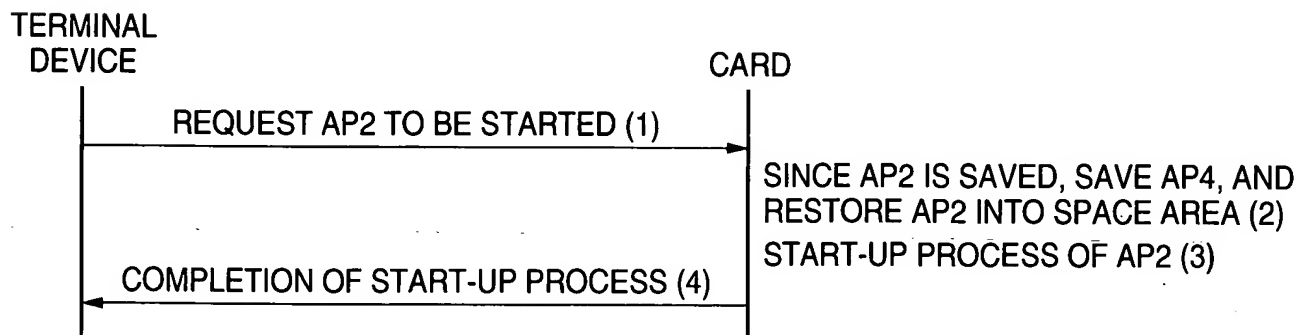 TERMINAL
DEVICE
CARD
REQUEST AP2 TO BE STARTED (1)
SINCE AP2 IS SAVED, SAVE AP4, AND
RESTORE AP2 INTO SPACE AREA (2)
START-UP PROCESS OF AP2 (3)
COMPLETION OF START-UP PROCESS (4)